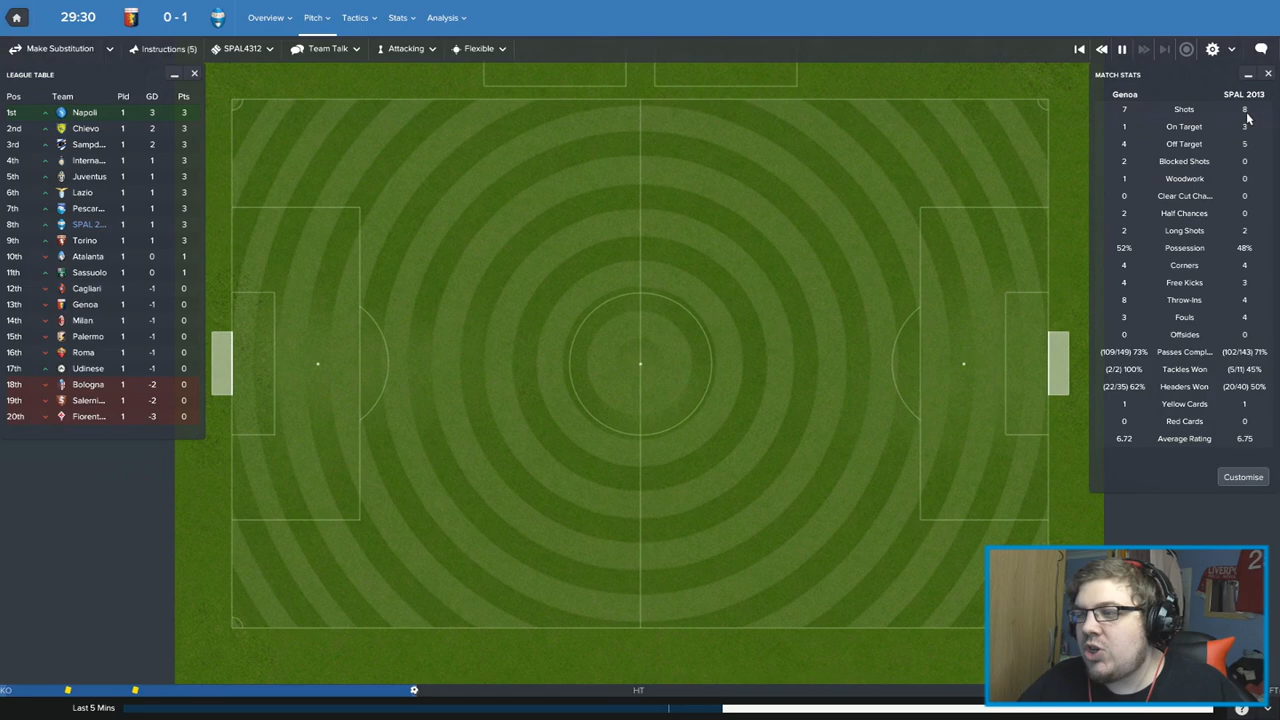 29:30 0 - 1 Overview Pitch Tactics Stats Analysis
Make Substitution Instructions (5) SPAL4312 Team Talk Attacking Flexible
LEAGUE TABLE
Pos Team Pld GD Pts
1st Napoli 1 3 3
2nd Chievo 1 2 3
3rd Sampd... 1 2 3
4th Interna... 1 1 3
5th Juventus 1 1 3
6th Lazio 1 1 3
7th Pescar... 1 1 3
8th SPAL 2... 1 1 3
9th Torino 1 1 3
10th Atalanta 1 0 1
11th Sassuolo 1 0 1
12th Cagliari 1 -1 0
13th Genoa 1 -1 0
14th Milan 1 -1 0
15th Palermo 1 -1 0
16th Roma 1 -1 0
17th Udinese 1 -1 0
18th Bologna 1 -2 0
19th Salerni... 1 -2 0
20th Fiorent... 1 -3 0
MATCH STATS
Genoa SPAL 2013
7 Shots 8
1 On Target 3
4 Off Target 5
2 Blocked Shots 0
1 Woodwork 0
0 Clear Cut Cha... 0
2 Half Chances 0
2 Long Shots 2
52% Possession 48%
4 Corners 4
4 Free Kicks 3
8 Throw-Ins 4
3 Fouls 4
0 Offsides 0
(109/149) 73% Passes Compl... (102/143) 71%
(2/2) 100% Tackles Won (5/11) 45%
(22/35) 62% Headers Won (20/40) 50%
1 Yellow Cards 1
0 Red Cards 0
6.72 Average Rating 6.75
Customise
LIVERPOOL
2
KO HT FT
Last 5 Mins ?